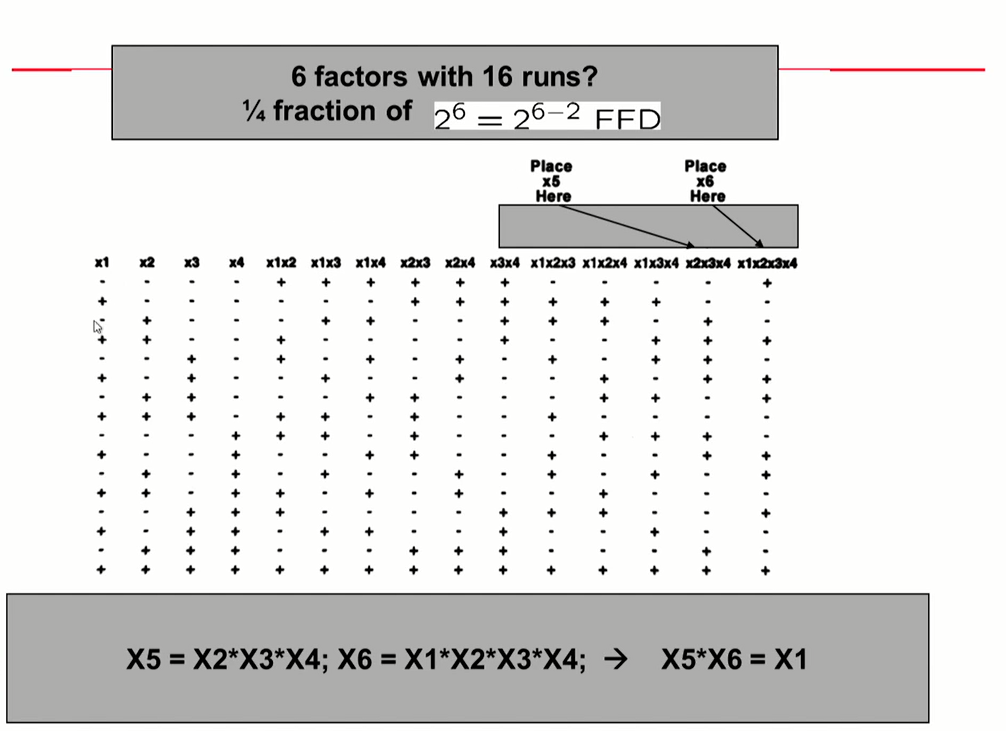 6 factors with 16 runs?
¼ fraction of 2^6 = 2^{6-2} FFD
Place x5 Here
Place x6 Here
x1 x2 x3 x4 x1x2 x1x3 x1x4 x2x3 x2x4 x3x4 x1x2x3 x1x2x4 x1x3x4 x2x3x4 x1x2x3x4
- - - - + + + + + + - - - - +
+ - - - - - - + + + + + + - -
- + - - - + + - - + + + - + -
+ + - - + - - - - + - - + + +
- - + - + - + - + - + - + + -
+ - + - - + - - + - - + - + +
- + + - - - + + - - - + + - +
+ + + - + + - + - - + - - - -
- - - + + + - + - - - + + + -
+ - - + - - + + - - + - - + +
- + - + - + - - + - + - + - +
+ + - + + - + - + - - + - - -
- - + + + - - - - + + + - - +
+ - + + - + + - - + - - + - -
- + + + - - - + + + - - - + -
+ + + + + + + + + + + + + + +
X5 = X2*X3*X4; X6 = X1*X2*X3*X4; → X5*X6 = X1